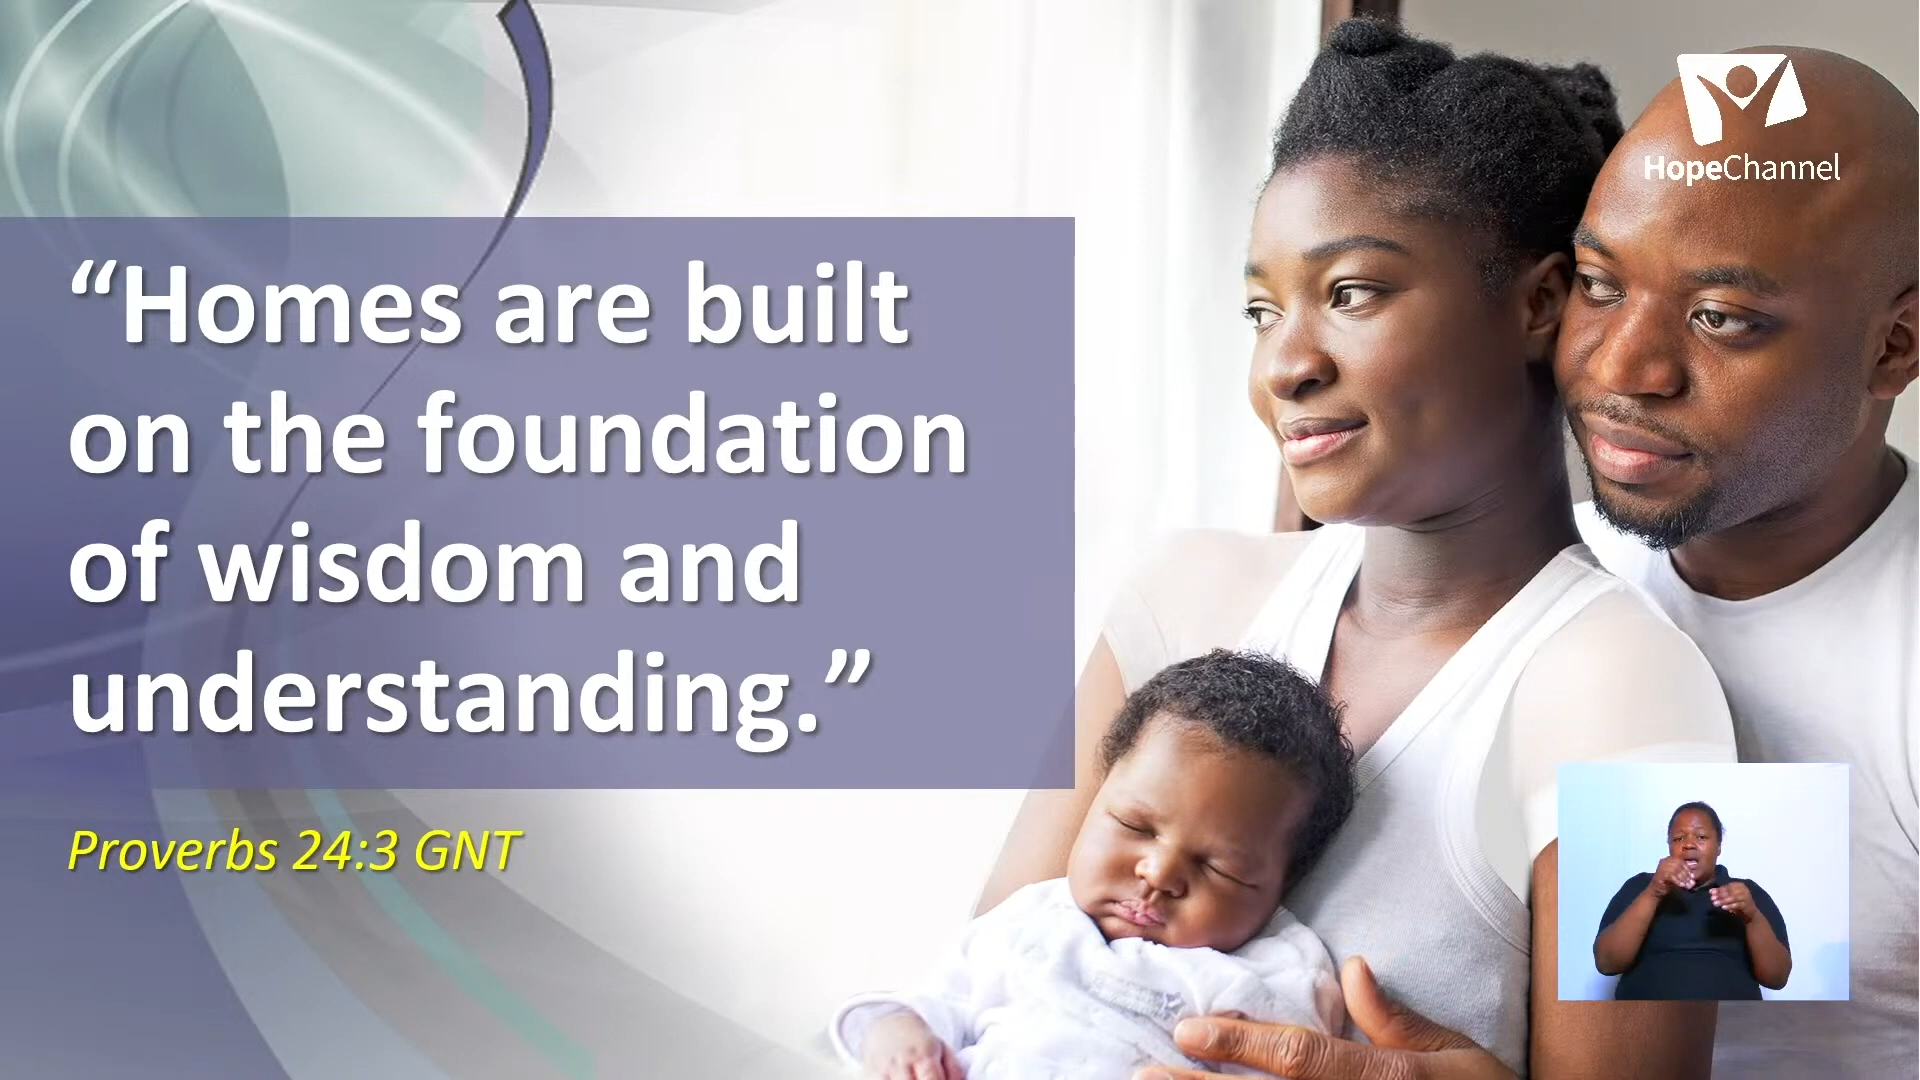 “Homes are built
on the foundation
of wisdom and
understanding.”
Proverbs 24:3 GNT
HopeChannel